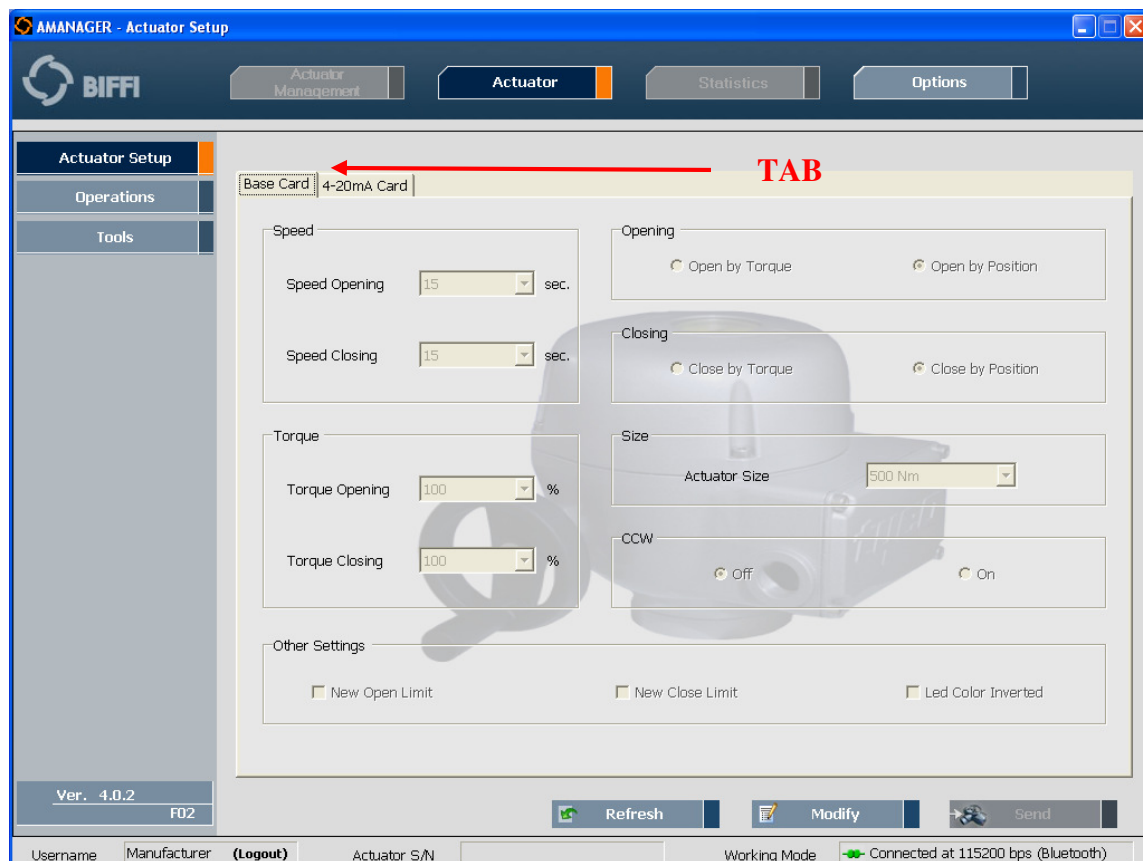 AMANAGER - Actuator Setup
BIFFI
Actuator Management
Actuator
Statistics
Options
Actuator Setup
Operations
Tools
TAB
Base Card
4-20mA Card
Speed
Speed Opening
15
sec.
Speed Closing
15
sec.
Opening
Open by Torque
Open by Position
Closing
Close by Torque
Close by Position
Torque
Torque Opening
100
%
Torque Closing
100
%
Size
Actuator Size
500 Nm
CCW
Off
On
Other Settings
New Open Limit
New Close Limit
Led Color Inverted
Ver. 4.0.2
F02
Refresh
Modify
Send
Username
Manufacturer
(Logout)
Actuator S/N
Working Mode
Connected at 115200 bps (Bluetooth)